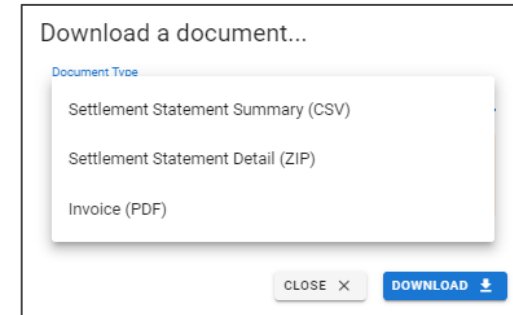 Download a document...
Document Type
Settlement Statement Summary (CSV)
Settlement Statement Detail (ZIP)
Invoice (PDF)
CLOSE
DOWNLOAD